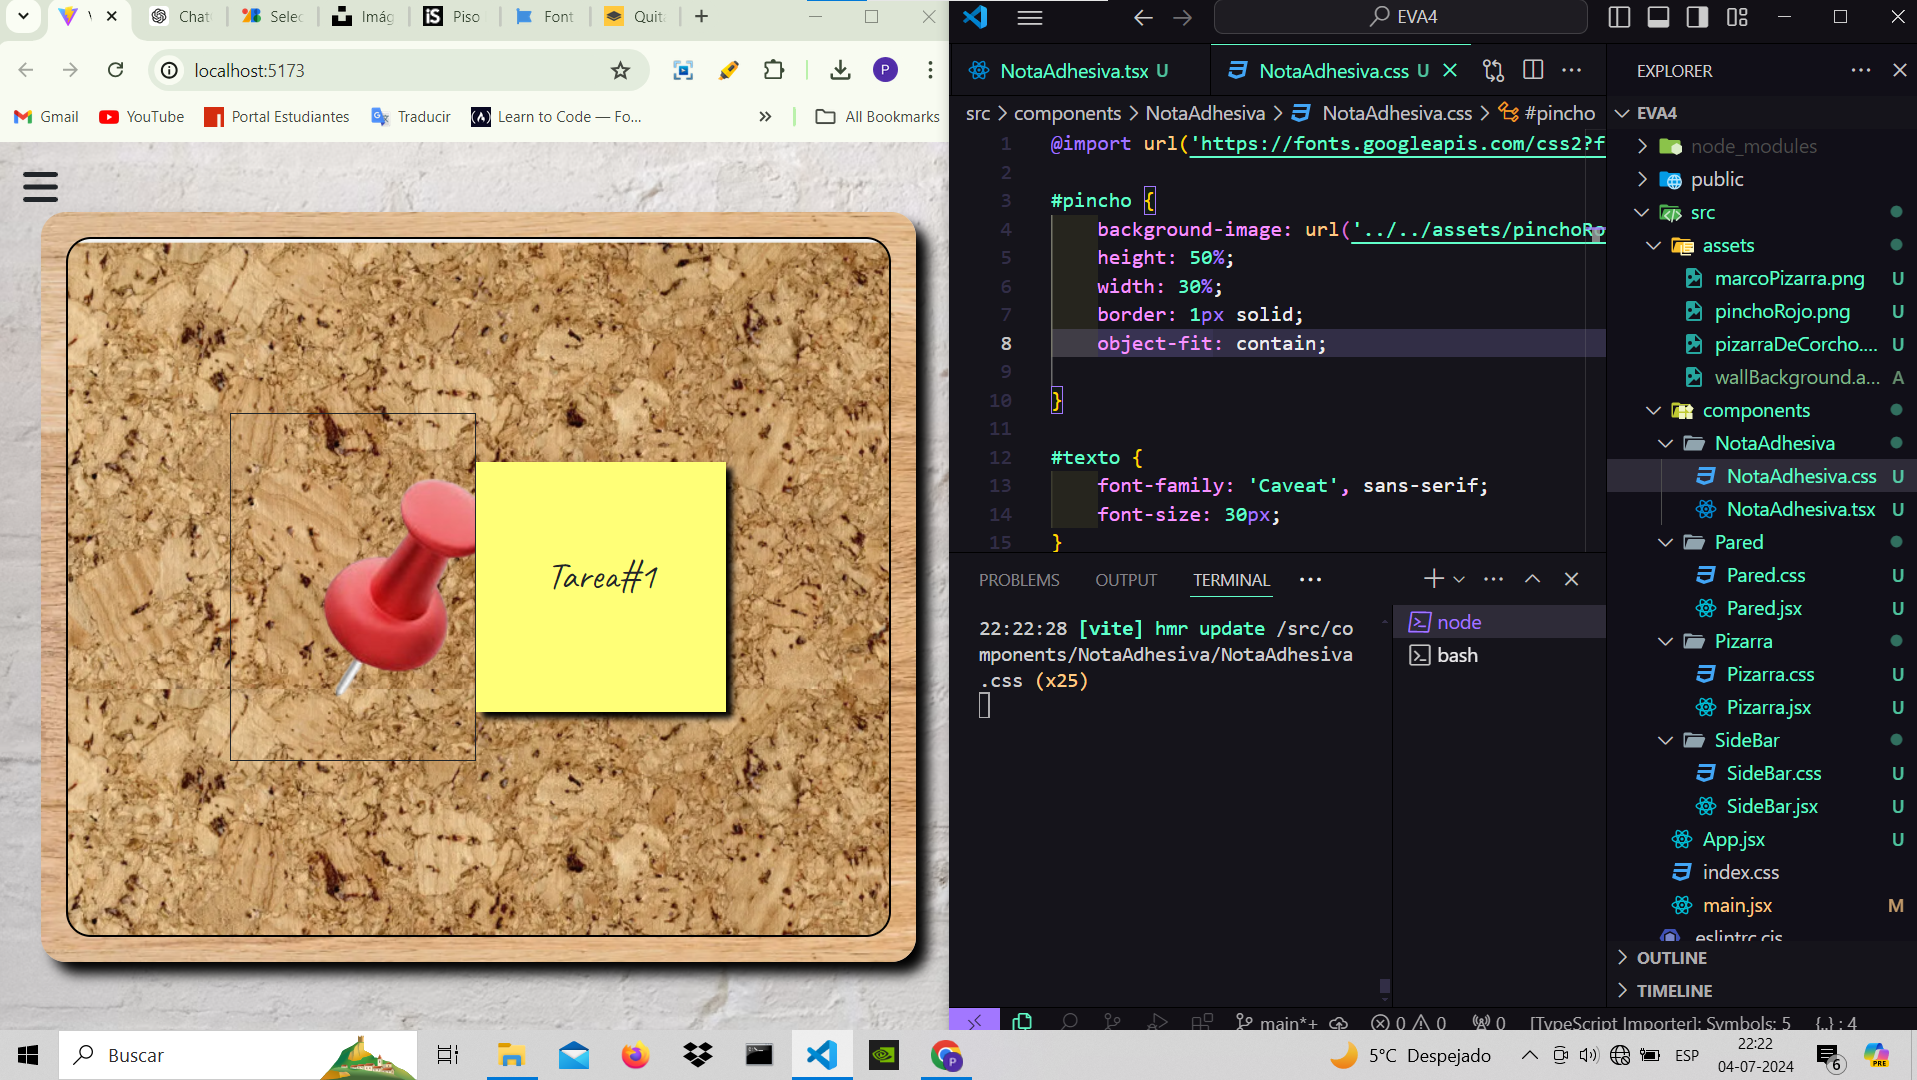 Chat
Selec
Imág
Piso
Font
Quita
localhost:5173
P
Gmail
YouTube
Portal Estudiantes
Traducir
Learn to Code — Fo...
All Bookmarks
Tarea#1
EVA4
NotaAdhesiva.tsx U
NotaAdhesiva.css U
src > components > NotaAdhesiva > NotaAdhesiva.css > #pincho
1 @import url('https://fonts.googleapis.com/css2?f
2
3 #pincho {
4 background-image: url('../../assets/pinchoRo
5 height: 50%;
6 width: 30%;
7 border: 1px solid;
8 object-fit: contain;
9
10 }
11
12 #texto {
13 font-family: 'Caveat', sans-serif;
14 font-size: 30px;
15 }
PROBLEMS OUTPUT TERMINAL
22:22:28 [vite] hmr update /src/co
mponents/NotaAdhesiva/NotaAdhesiva
.css (x25)
node
bash
EXPLORER
EVA4
node_modules
public
src
assets
marcoPizarra.png U
pinchoRojo.png U
pizarraDeCorcho.... U
wallBackground.a... A
components
NotaAdhesiva
NotaAdhesiva.css U
NotaAdhesiva.tsx U
Pared
Pared.css U
Pared.jsx U
Pizarra
Pizarra.css U
Pizarra.jsx U
SideBar
SideBar.css U
SideBar.jsx U
App.jsx U
index.css
main.jsx M
.eslintrc.cjs
OUTLINE
TIMELINE
main*+ 0 0 0 [TypeScript Importer]: Symbols: 5 {..} : 4
Buscar
5°C Despejado
ESP
22:22
04-07-2024
6
PRE